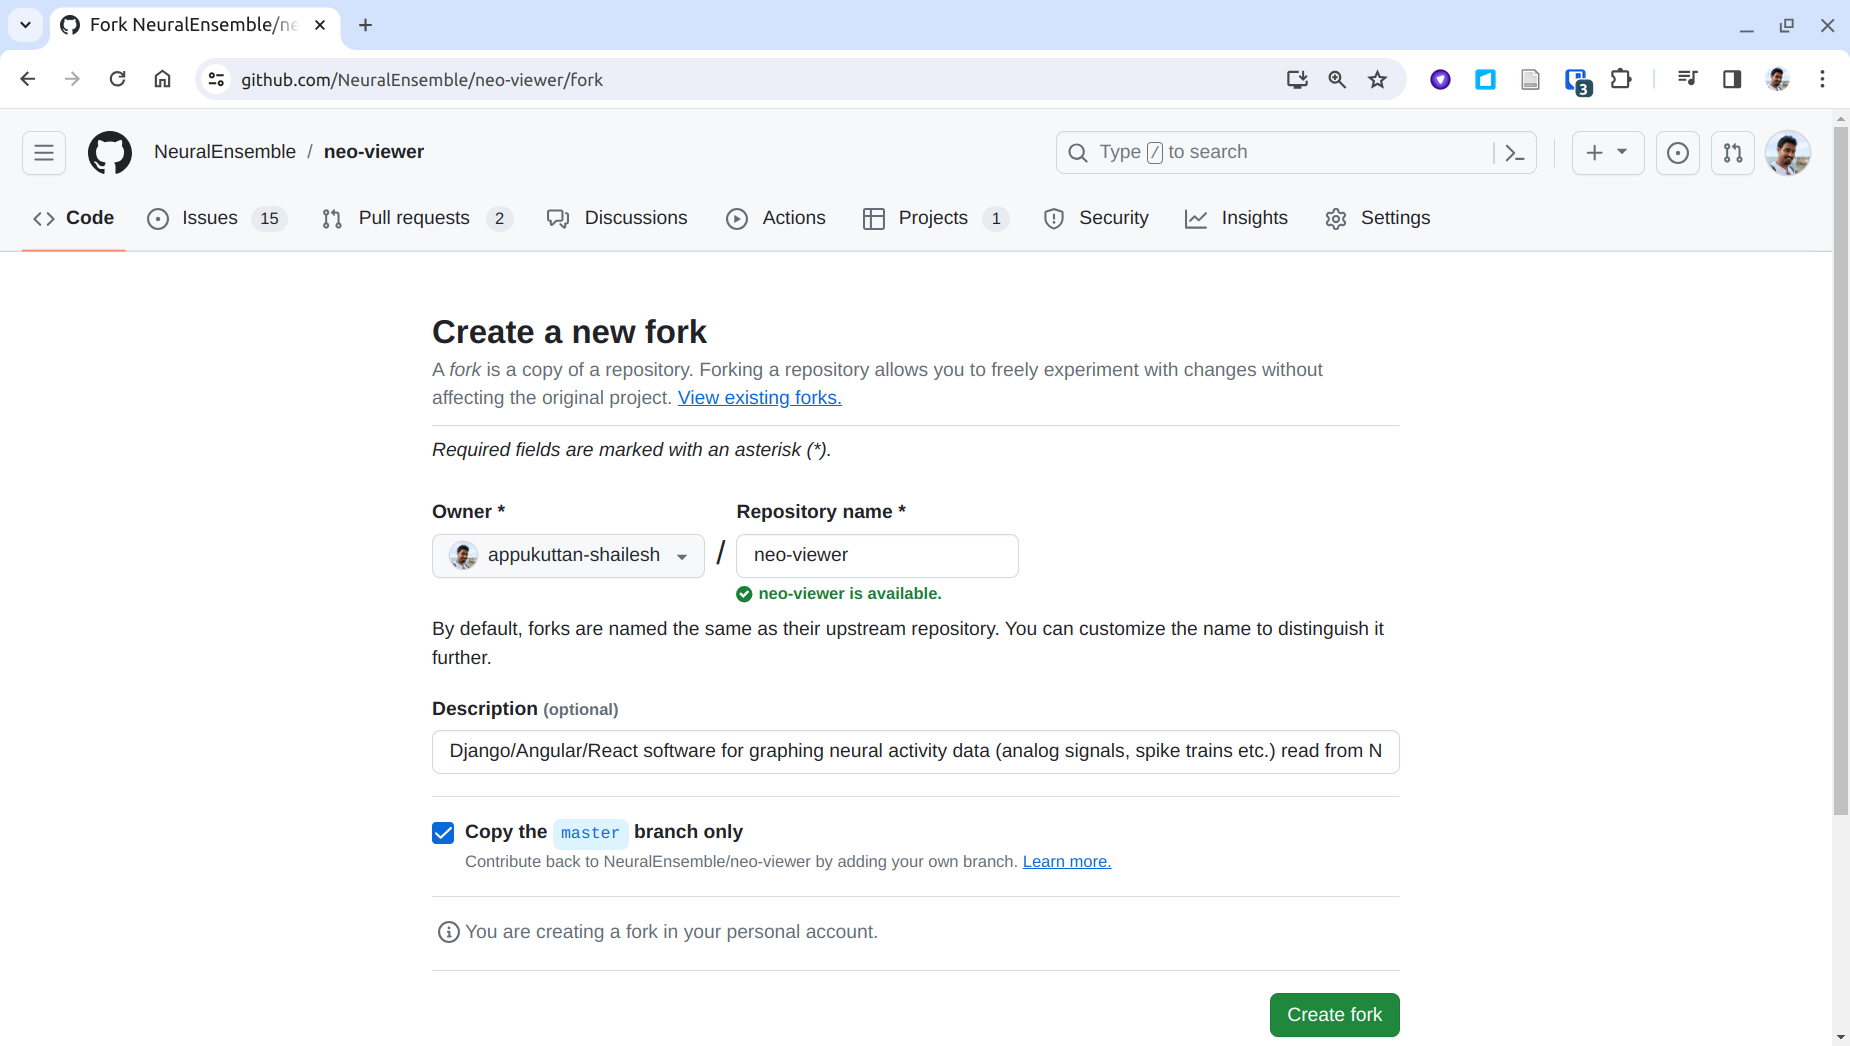 Fork NeuralEnsemble/ne
github.com/NeuralEnsemble/neo-viewer/fork
3
NeuralEnsemble / neo-viewer
Type / to search
Code
Issues 15
Pull requests 2
Discussions
Actions
Projects 1
Security
Insights
Settings
Create a new fork
A fork is a copy of a repository. Forking a repository allows you to freely experiment with changes without
affecting the original project. View existing forks.
Required fields are marked with an asterisk (*).
Owner *
Repository name *
appukuttan-shailesh
/
neo-viewer
neo-viewer is available.
By default, forks are named the same as their upstream repository. You can customize the name to distinguish it
further.
Description (optional)
Django/Angular/React software for graphing neural activity data (analog signals, spike trains etc.) read from N
Copy the master branch only
Contribute back to NeuralEnsemble/neo-viewer by adding your own branch. Learn more.
You are creating a fork in your personal account.
Create fork